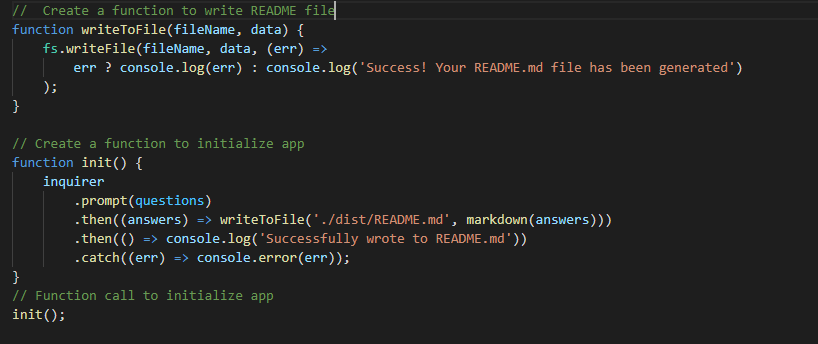 //  Create a function to write README file
function writeToFile(fileName, data) {
    fs.writeFile(fileName, data, (err) =>
        err ? console.log(err) : console.log('Success! Your README.md file has been generated')
    );
}

// Create a function to initialize app
function init() {
    inquirer
        .prompt(questions)
        .then((answers) => writeToFile('./dist/README.md', markdown(answers)))
        .then(() => console.log('Successfully wrote to README.md'))
        .catch((err) => console.error(err));
}
// Function call to initialize app
init();